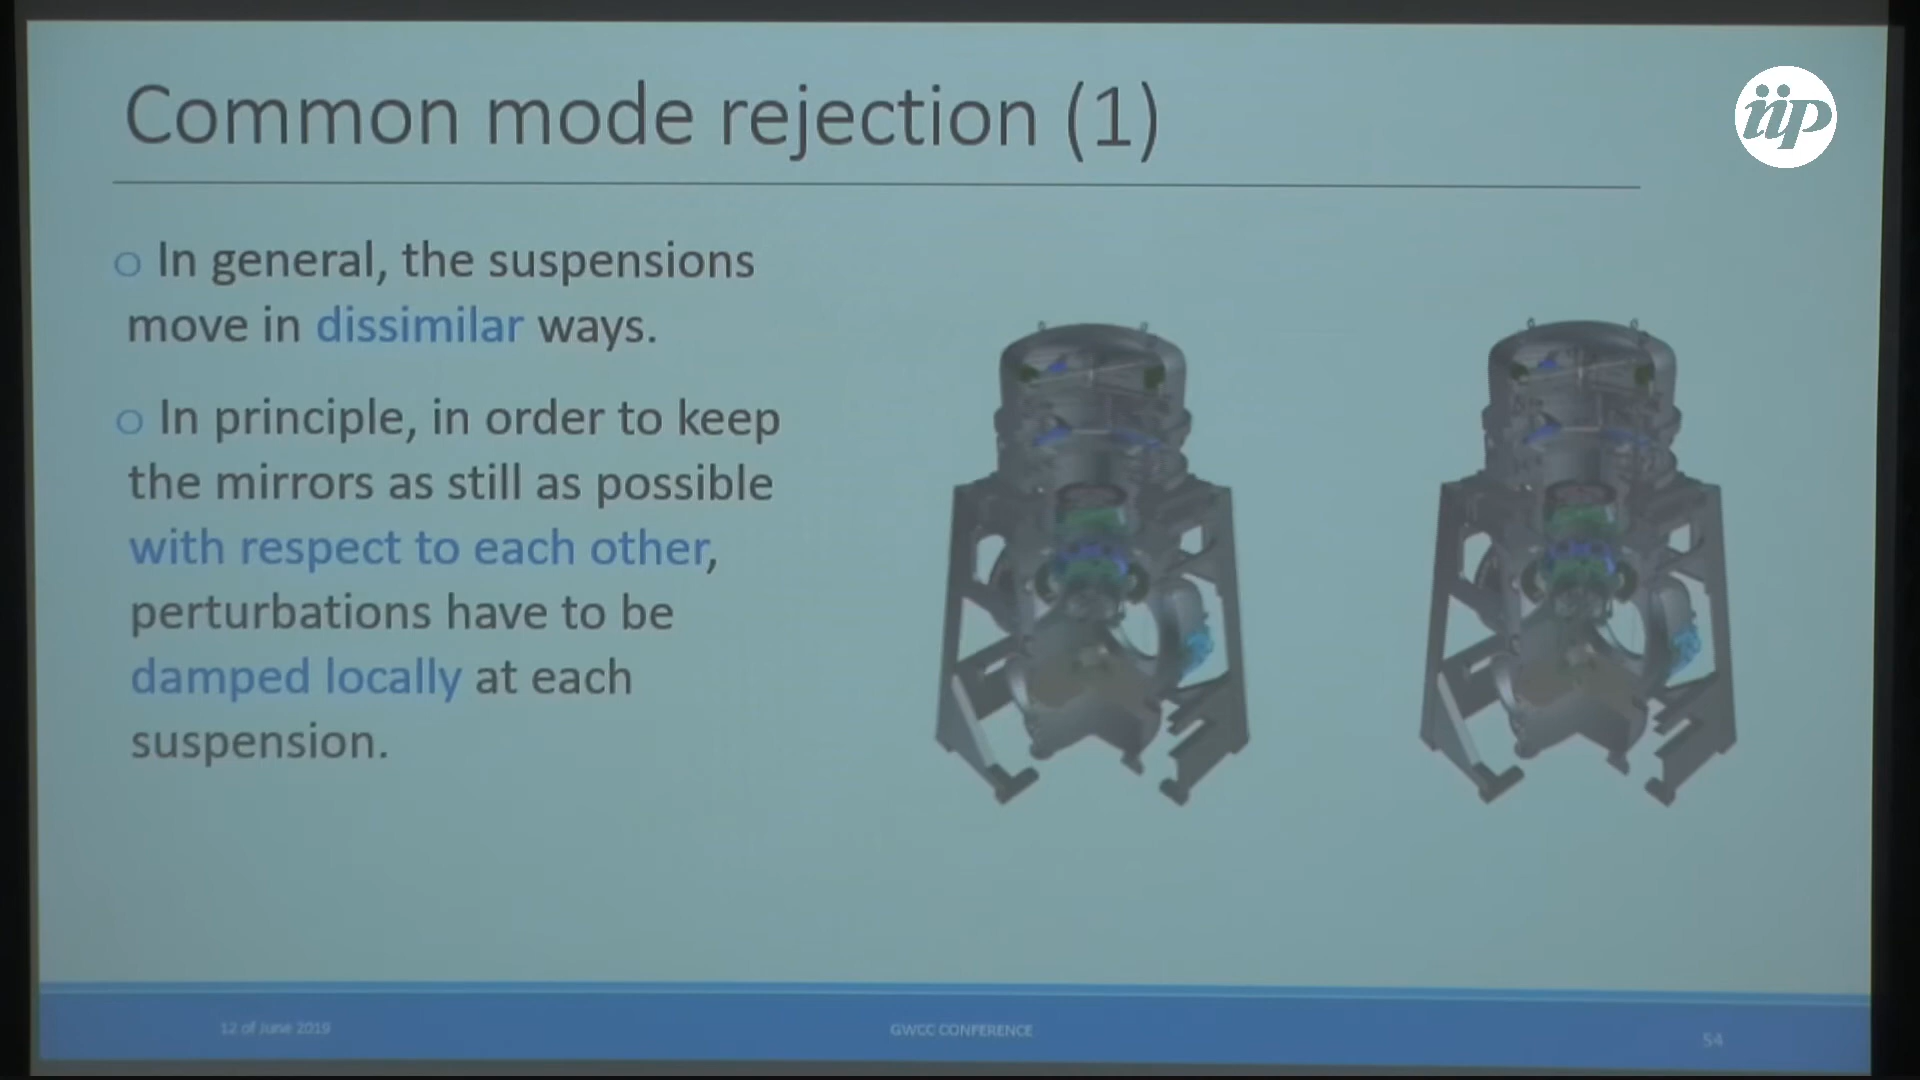 Common mode rejection (1)
iip
o In general, the suspensions
move in dissimilar ways.
o In principle, in order to keep
the mirrors as still as possible
with respect to each other,
perturbations have to be
damped locally at each
suspension.
12 of June 2019
GWCC CONFERENCE
54